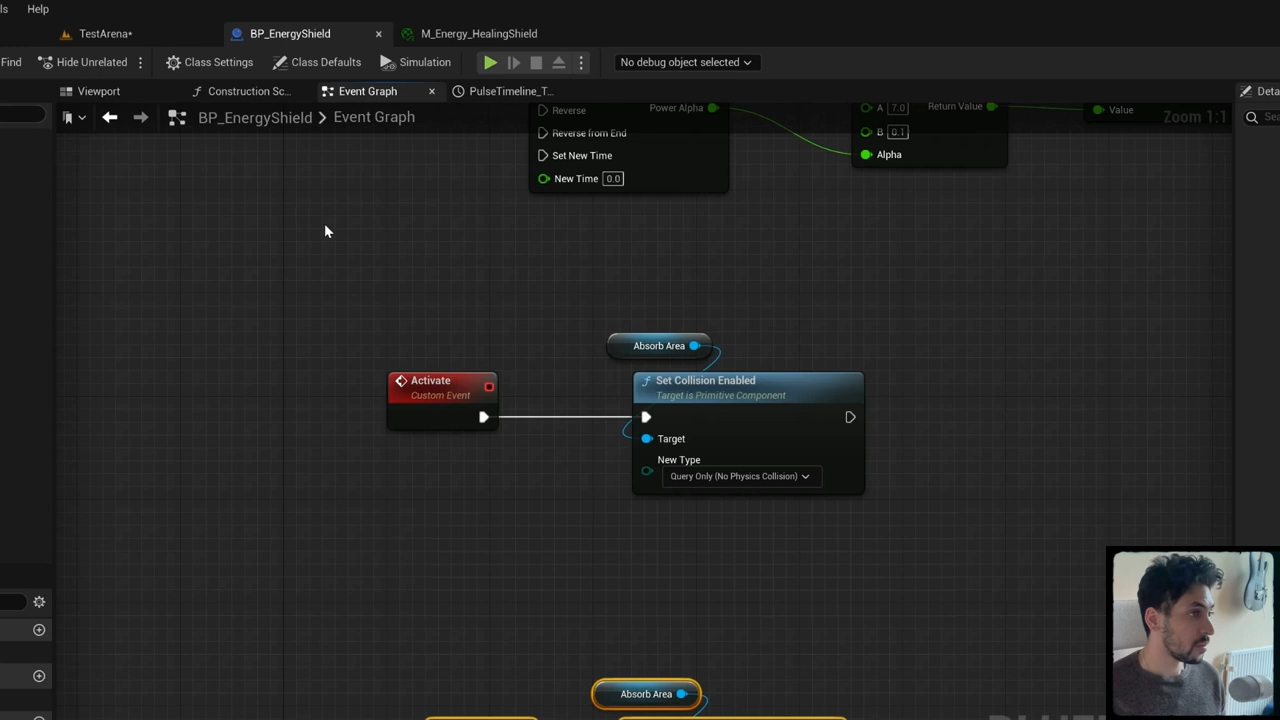 ls Help
TestArena*
BP_EnergyShield
M_Energy_HealingShield
Find
Hide Unrelated
Class Settings
Class Defaults
Simulation
No debug object selected
Viewport
Construction Sc...
Event Graph
PulseTimeline_T...
Deta
BP_EnergyShield > Event Graph
Zoom 1:1
Sea
Reverse
Power Alpha
A 7.0
Return Value
Value
Reverse from End
B 0.1
Set New Time
Alpha
New Time 0.0
Absorb Area
Activate
Custom Event
Set Collision Enabled
Target is Primitive Component
Target
New Type
Query Only (No Physics Collision)
Absorb Area